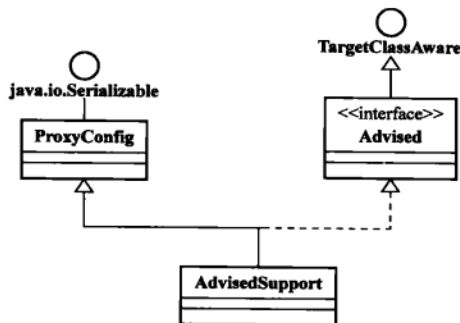 TargetClassAware
java.io.Serializable
<<interface>>
ProxyConfig
Advised
AdvisedSupport